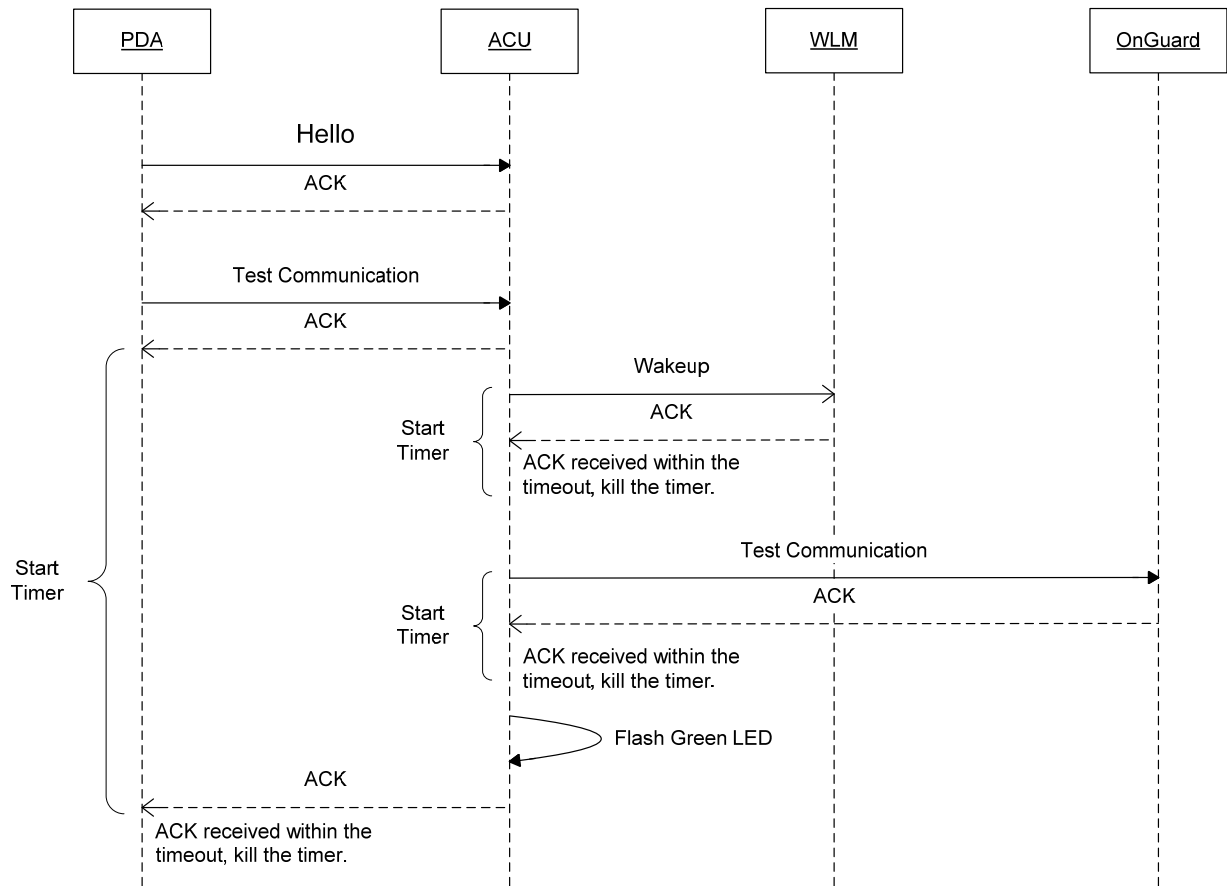 PDA
ACU
WLM
OnGuard
Hello
ACK
Test Communication
ACK
Wakeup
ACK
Start
Timer
ACK received within the
timeout, kill the timer.
Test Communication
Start
Timer
ACK
Start
Timer
ACK received within the
timeout, kill the timer.
Flash Green LED
ACK
ACK received within the
timeout, kill the timer.